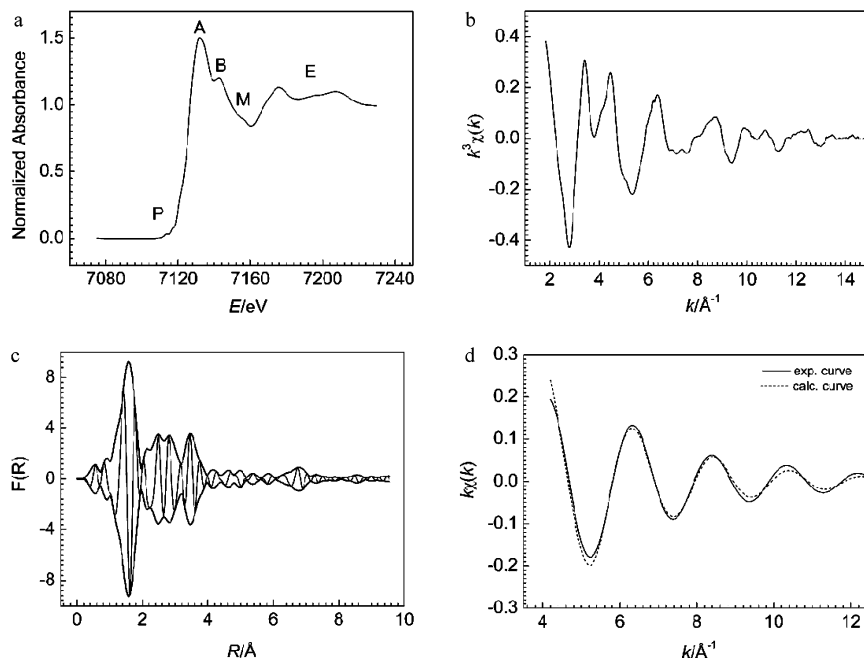 a
A
B
M
E
P
Normalized Absorbance
1.5
1.0
0.5
0.0
7080 7120 7160 7200 7240
E/eV
b
k³χ(k)
0.4
0.2
0.0
-0.2
-0.4
2 4 6 8 10 12 14
k/Å⁻¹
c
F(R)
8
4
0
-4
-8
0 2 4 6 8 10
R/Å
d
exp. curve
calc. curve
kχ(k)
0.3
0.2
0.1
0.0
-0.1
-0.2
-0.3
4 6 8 10 12
k/Å⁻¹